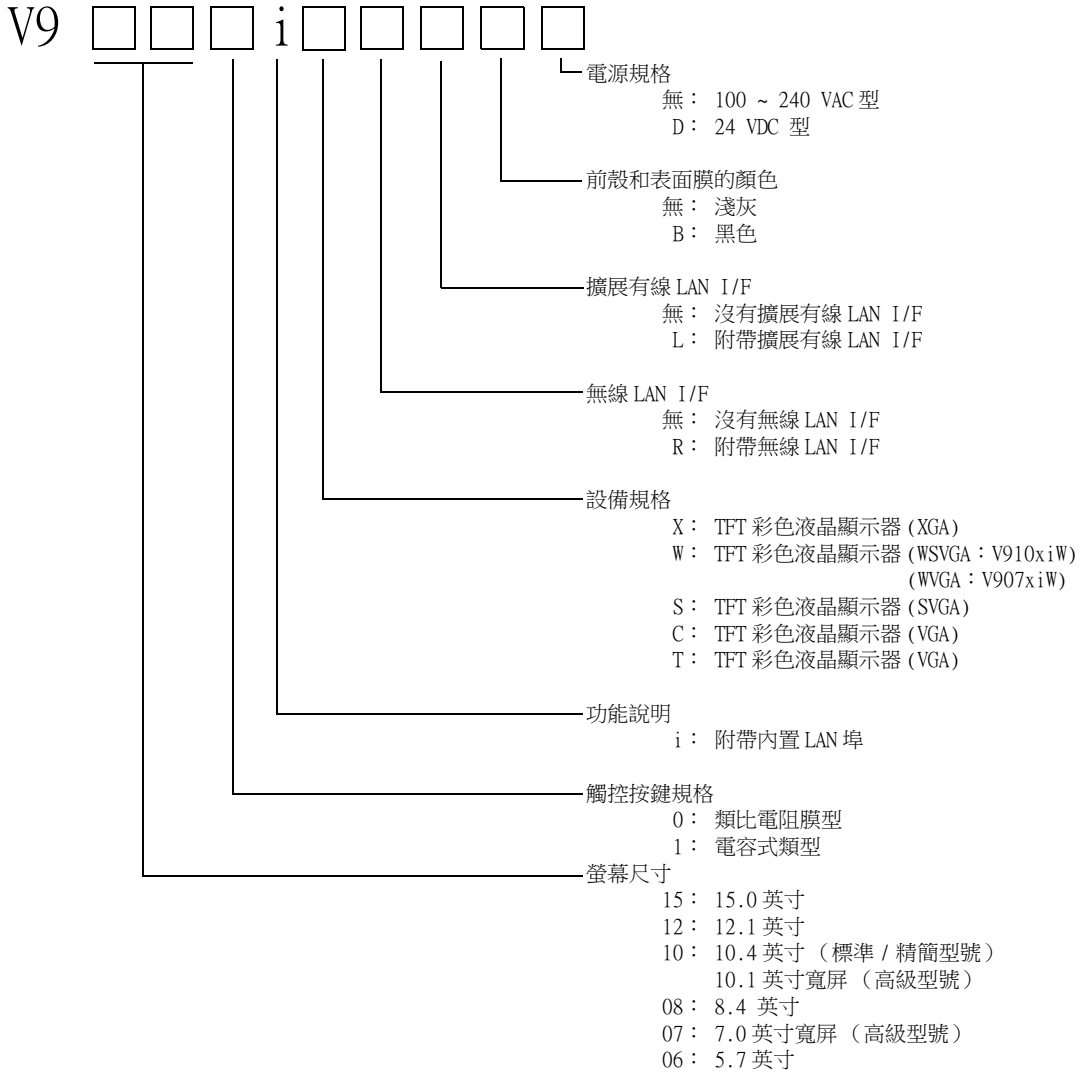 V9 □□□i□□□□□
電源規格
無： 100 ~ 240 VAC 型
D： 24 VDC 型
前殼和表面膜的顏色
無： 淺灰
B： 黑色
擴展有線 LAN I/F
無： 沒有擴展有線 LAN I/F
L： 附帶擴展有線 LAN I/F
無線 LAN I/F
無： 沒有無線 LAN I/F
R： 附帶無線 LAN I/F
設備規格
X： TFT 彩色液晶顯示器 (XGA)
W： TFT 彩色液晶顯示器 (WSVGA：V910xiW)
(WVGA：V907xiW)
S： TFT 彩色液晶顯示器 (SVGA)
C： TFT 彩色液晶顯示器 (VGA)
T： TFT 彩色液晶顯示器 (VGA)
功能說明
i： 附帶內置 LAN 埠
觸控按鍵規格
0： 類比電阻膜型
1： 電容式類型
螢幕尺寸
15： 15.0 英寸
12： 12.1 英寸
10： 10.4 英寸 （標準 / 精簡型號）
10.1 英寸寬屏 （高級型號）
08： 8.4 英寸
07： 7.0 英寸寬屏 （高級型號）
06： 5.7 英寸